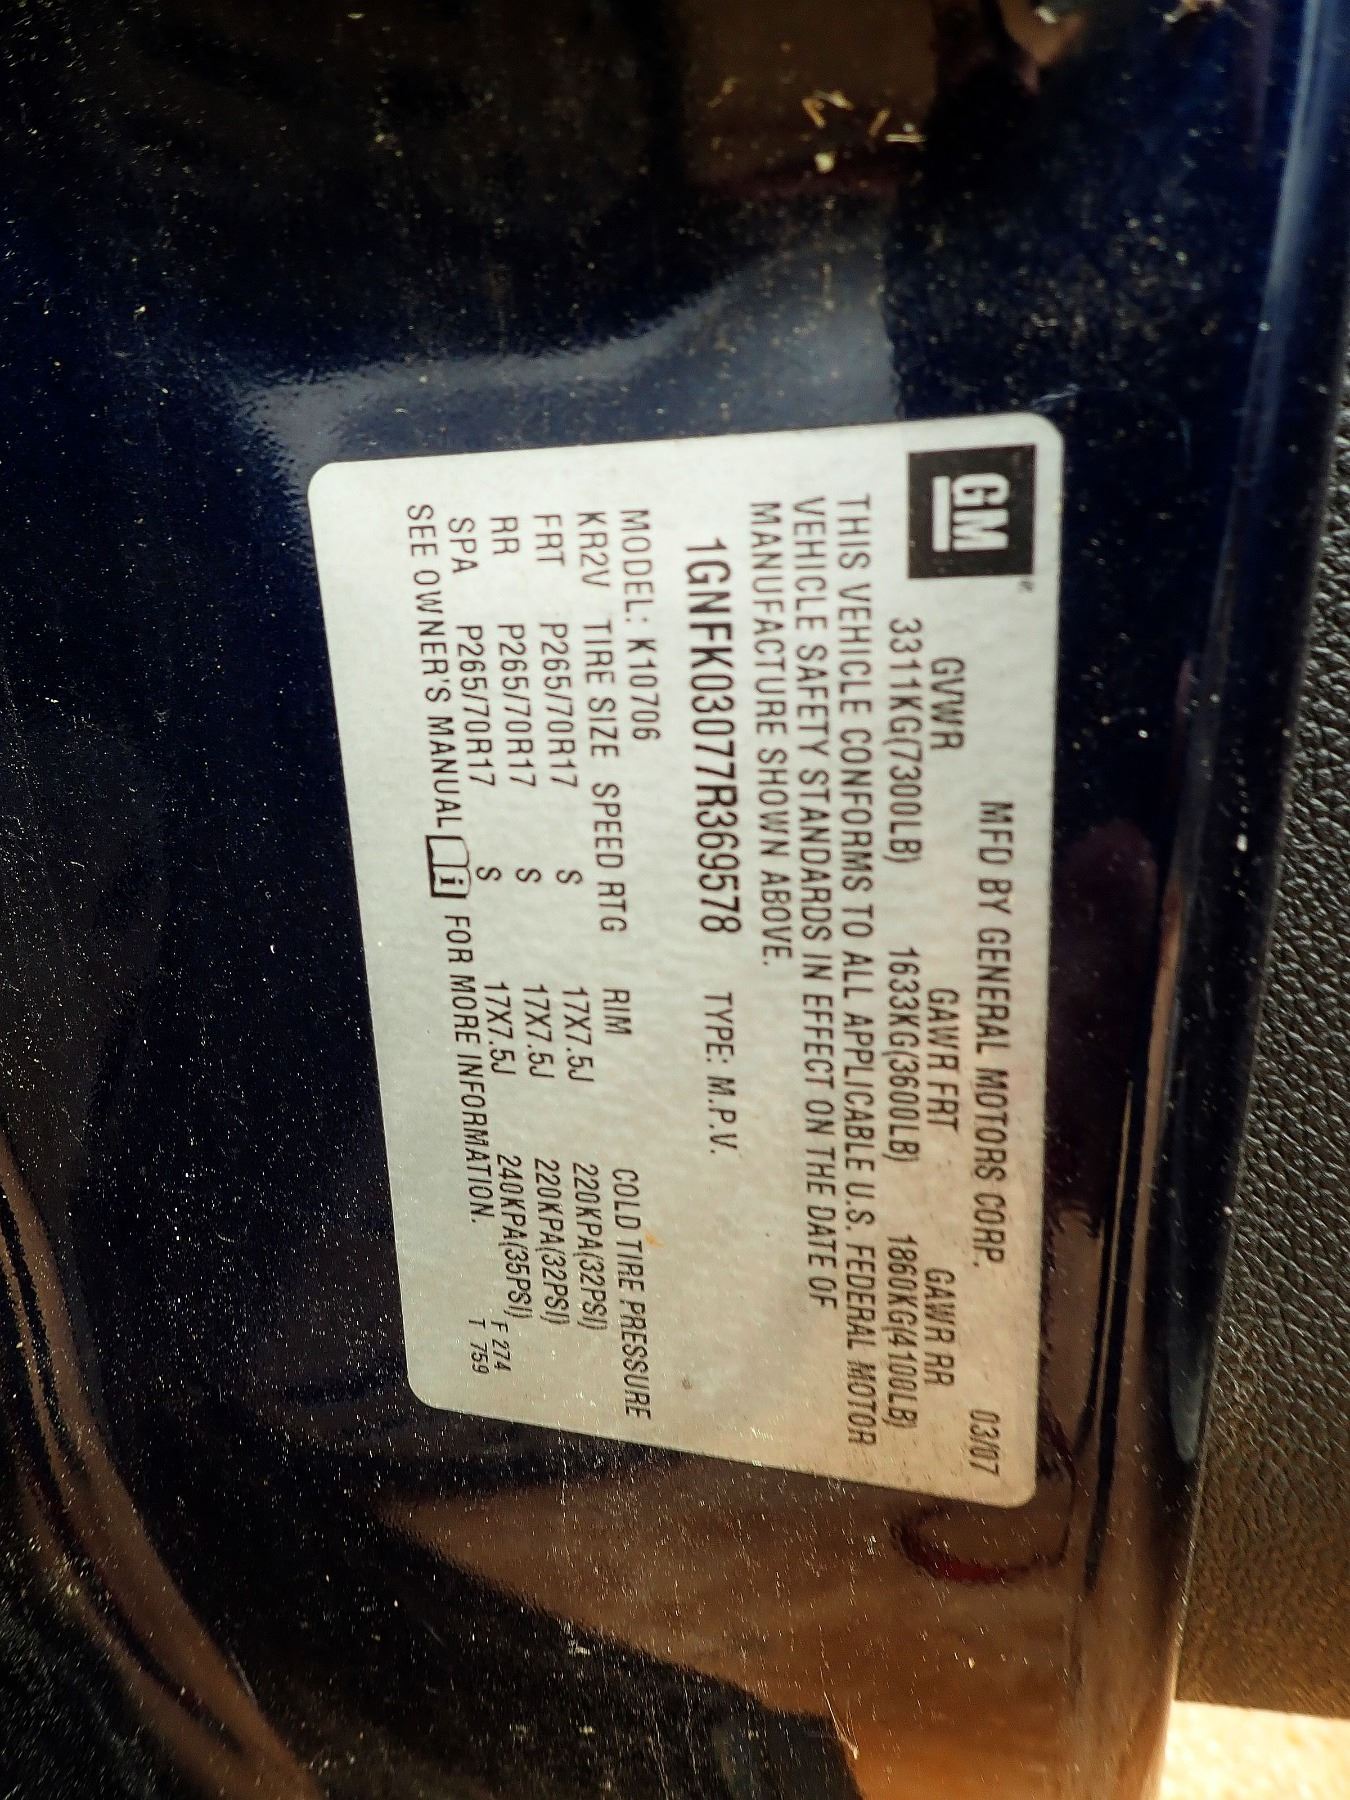 GM MFD BY GENERAL MOTORS CORP. 03/07
GVWR GAWR FRT GAWR RR
3311KG(7300LB) 1633KG(3600LB) 1860KG(4100LB)
THIS VEHICLE CONFORMS TO ALL APPLICABLE U.S. FEDERAL MOTOR
VEHICLE SAFETY STANDARDS IN EFFECT ON THE DATE OF
MANUFACTURE SHOWN ABOVE.
1GNFK03077R369578 TYPE: M.P.V.
MODEL: K10706
KR2V TIRE SIZE SPEED RTG RIM COLD TIRE PRESSURE
FRT P265/70R17 S 17X7.5J 220KPA(32PSI)
RR P265/70R17 S 17X7.5J 220KPA(32PSI)
SPA P265/70R17 S 17X7.5J 240KPA(35PSI) F 274
SEE OWNER'S MANUAL i FOR MORE INFORMATION. T 759